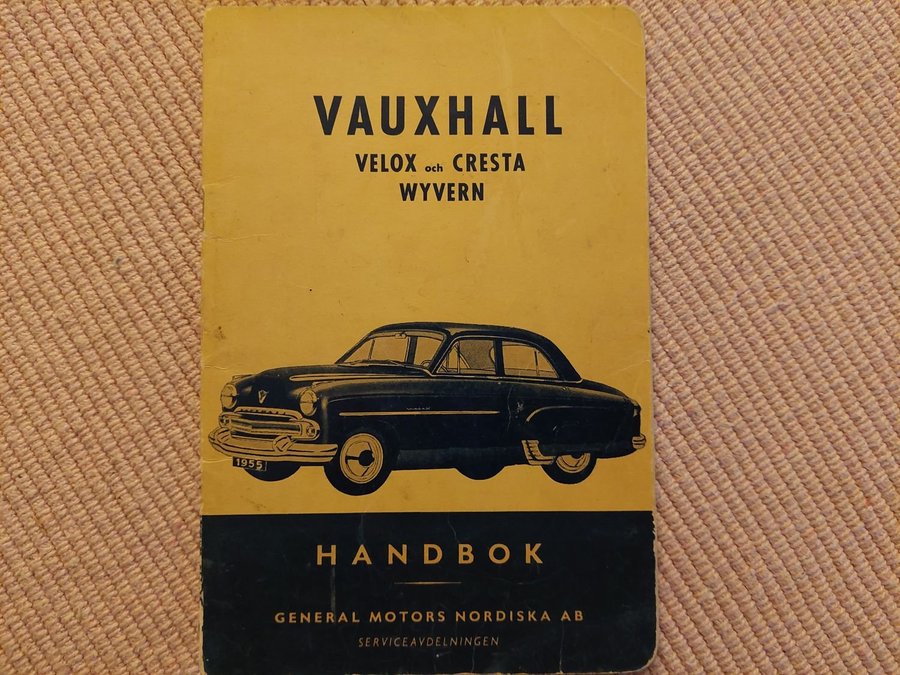 VAUXHALL
VELOX och CRESTA
WYVERN
1955
HANDBOK
GENERAL MOTORS NORDISKA AB
SERVICEAVDELNINGEN